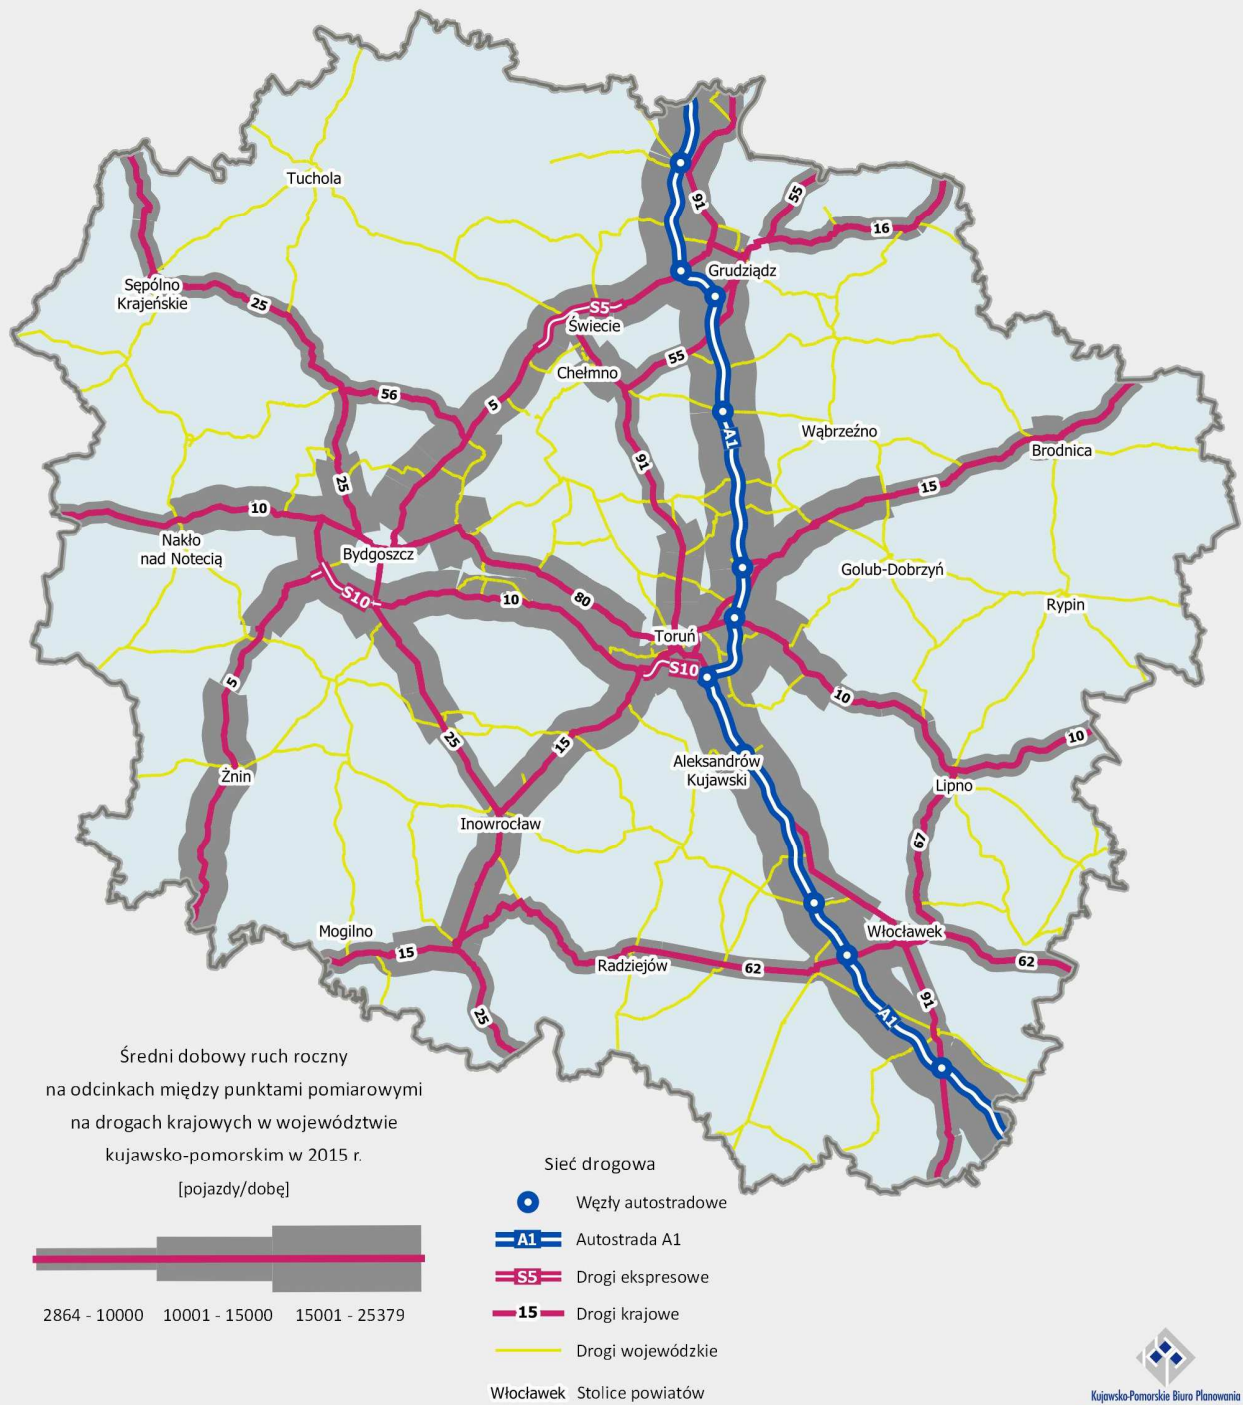 91
55
16
Tuchola
Grudziądz
Sępólno
Krajeńskie
25
S5
Świecie
55
Chełmno
56
5
A1
Wąbrzeźno
Brodnica
91
25
15
10
Nakło
nad Notecią
Bydgoszcz
Golub-Dobrzyń
S10
10
80
Rypin
Toruń
S10
5
10
25
15
10
Aleksandrów
Kujawski
Żnin
Lipno
Inowrocław
67
Mogilno
Włocławek
15
Radziejów
62
62
91
25
A1
Średni dobowy ruch roczny
na odcinkach między punktami pomiarowymi
na drogach krajowych w województwie
kujawsko-pomorskim w 2015 r.
[pojazdy/dobę]
2864 - 10000 10001 - 15000 15001 - 25379
Sieć drogowa
Węzły autostradowe
A1 Autostrada A1
S5 Drogi ekspresowe
15 Drogi krajowe
Drogi wojewódzkie
Włocławek Stolice powiatów
Kujawsko-Pomorskie Biuro Planowania